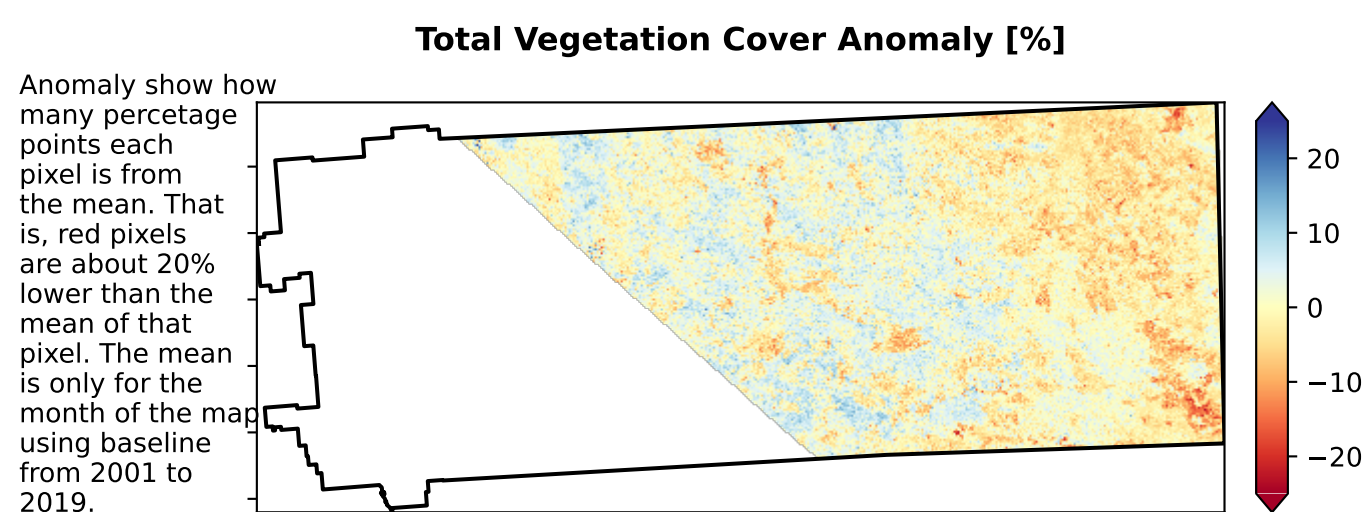 Total Vegetation Cover Anomaly [%]
Anomaly show how
many percetage
points each
pixel is from
the mean. That
is, red pixels
are about 20%
lower than the
mean of that
pixel. The mean
is only for the
month of the map
using baseline
from 2001 to
2019.
20
10
0
−10
−20